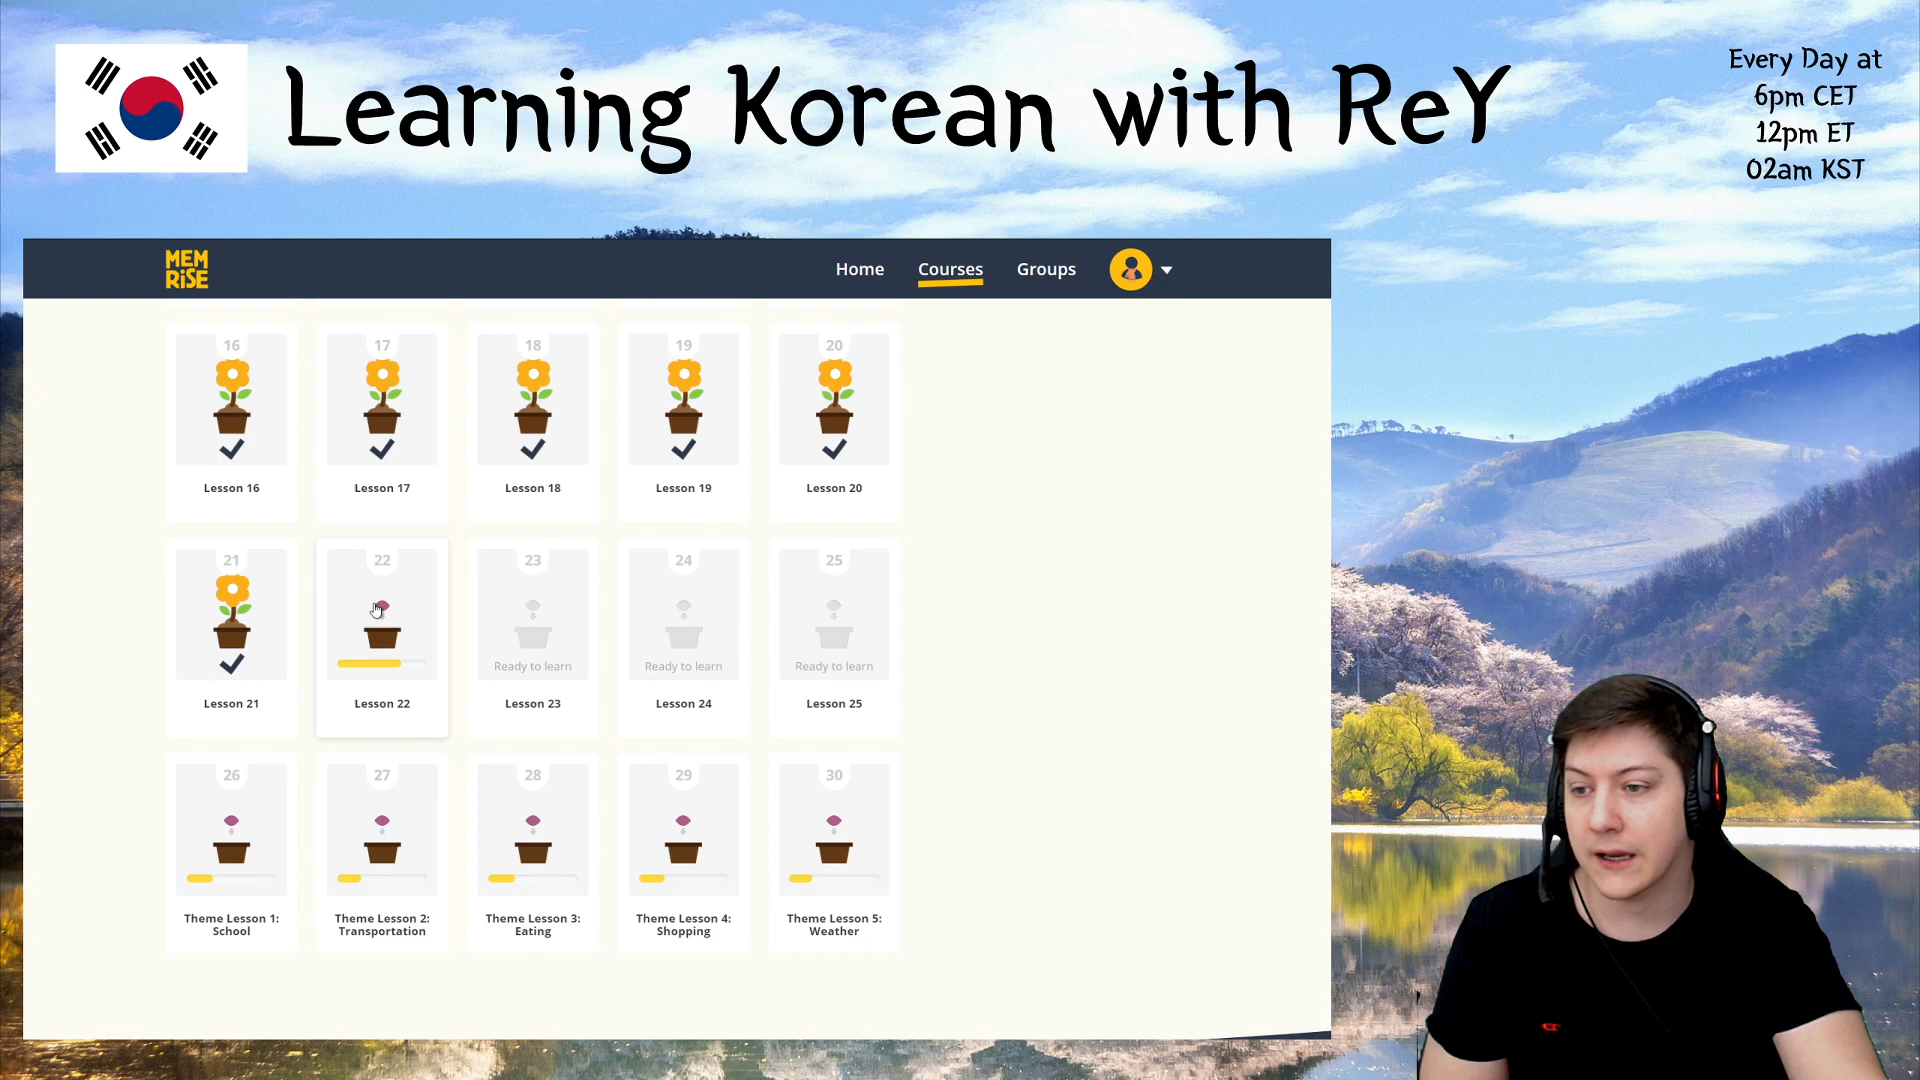 Learning Korean with ReY
Every Day at
6pm CET
12pm ET
02am KST
MEM
RiSE
Home
Courses
Groups
16
17
18
19
20
Lesson 16
Lesson 17
Lesson 18
Lesson 19
Lesson 20
21
22
23
24
25
Ready to learn
Ready to learn
Ready to learn
Lesson 21
Lesson 22
Lesson 23
Lesson 24
Lesson 25
26
27
28
29
30
Theme Lesson 1:
School
Theme Lesson 2:
Transportation
Theme Lesson 3:
Eating
Theme Lesson 4:
Shopping
Theme Lesson 5:
Weather